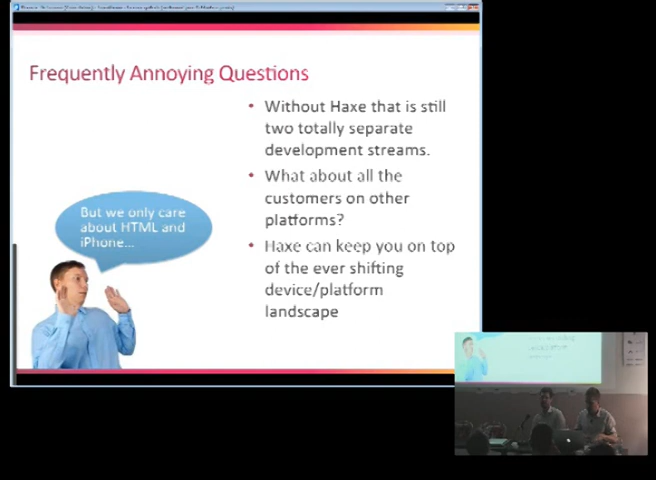 Frequently Annoying Questions
• Without Haxe that is still
two totally separate
development streams.
• What about all the
customers on other
platforms?
• Haxe can keep you on top
of the ever shifting
device/platform
landscape
But we only care
about HTML and
iPhone...